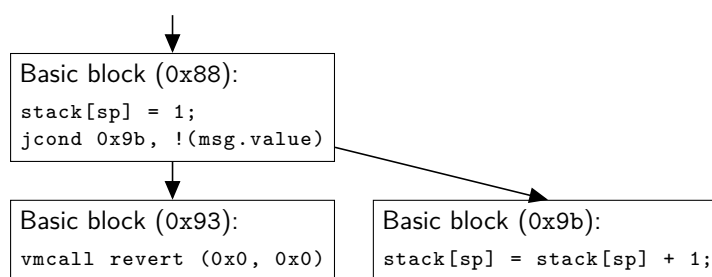 Basic block (0x88):
stack[sp] = 1;
jcond 0x9b, !(msg.value)
Basic block (0x93):
vmcall revert (0x0, 0x0)
Basic block (0x9b):
stack[sp] = stack[sp] + 1;